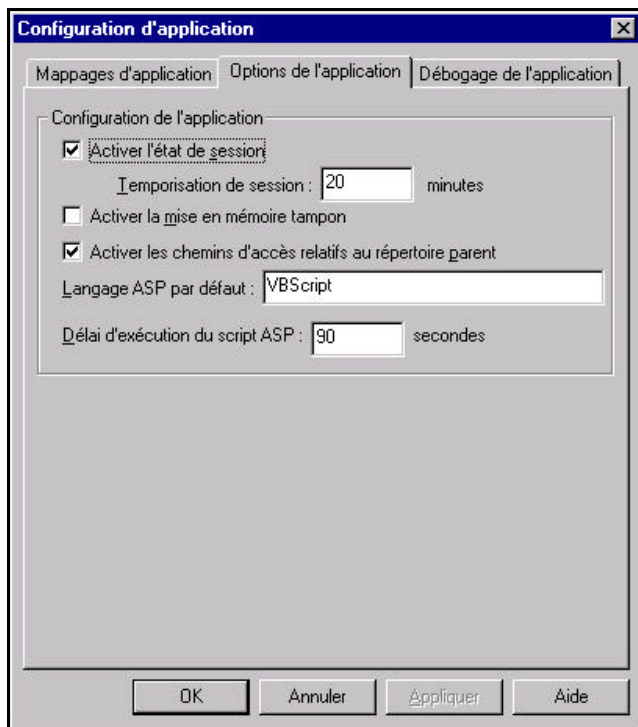 Configuration d'application
Mappages d'application Options de l'application Débogage de l'application
Configuration de l'application
Activer l'état de session
Temporisation de session : 20 minutes
Activer la mise en mémoire tampon
Activer les chemins d'accès relatifs au répertoire parent
Langage ASP par défaut : VBScript
Délai d'exécution du script ASP : 90 secondes
OK Annuler Appliquer Aide